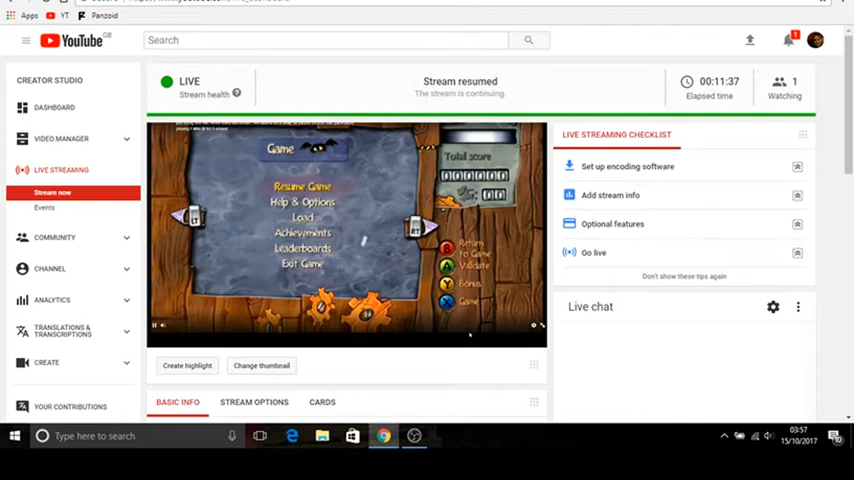 Apps YT Panzoid
YouTube GB
Search
1
CREATOR STUDIO
DASHBOARD
VIDEO MANAGER
LIVE STREAMING
Stream now
Events
COMMUNITY
CHANNEL
ANALYTICS
TRANSLATIONS &
TRANSCRIPTIONS
CREATE
YOUR CONTRIBUTIONS
LIVE
Stream health ?
Stream resumed
The stream is continuing.
00:11:37
Elapsed time
1
Watching
Game
Resume Game
Help & Options
Load
Achievements
Leaderboards
Exit Game
LT
RT
Total score
000000
00
B Return
to Game
A Validate
Y Bonus
X Game
Create highlight
Change thumbnail
BASIC INFO
STREAM OPTIONS
CARDS
LIVE STREAMING CHECKLIST
Set up encoding software
Add stream info
Optional features
Go live
Don't show these tips again
Live chat
Type here to search
03:57
15/10/2017